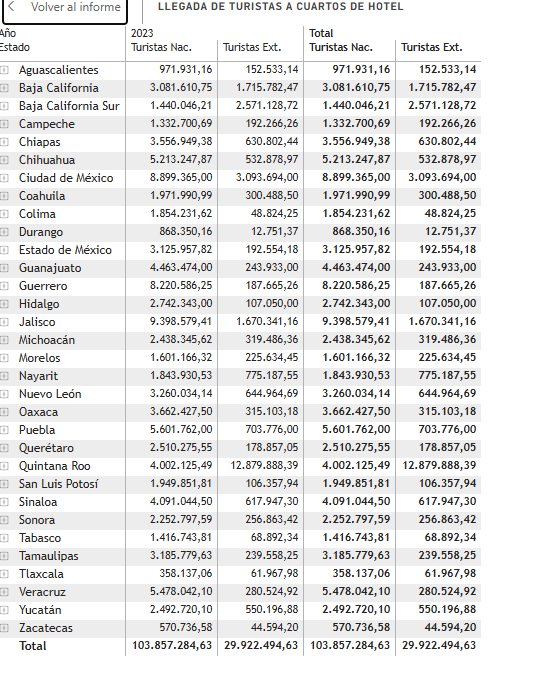 Volver al informe
LLEGADA DE TURISTAS A CUARTOS DE HOTEL
Año 2023 Total
Estado Turistas Nac. Turistas Ext. Turistas Nac. Turistas Ext.
Aguascalientes 971.931,16 152.533,14 971.931,16 152.533,14
Baja California 3.081.610,75 1.715.782,47 3.081.610,75 1.715.782,47
Baja California Sur 1.440.046,21 2.571.128,72 1.440.046,21 2.571.128,72
Campeche 1.332.700,69 192.266,26 1.332.700,69 192.266,26
Chiapas 3.556.949,38 630.802,44 3.556.949,38 630.802,44
Chihuahua 5.213.247,87 532.878,97 5.213.247,87 532.878,97
Ciudad de México 8.899.365,00 3.093.694,00 8.899.365,00 3.093.694,00
Coahuila 1.971.990,99 300.488,50 1.971.990,99 300.488,50
Colima 1.854.231,62 48.824,25 1.854.231,62 48.824,25
Durango 868.350,16 12.751,37 868.350,16 12.751,37
Estado de México 3.125.957,82 192.554,18 3.125.957,82 192.554,18
Guanajuato 4.463.474,00 243.933,00 4.463.474,00 243.933,00
Guerrero 8.220.586,25 187.665,26 8.220.586,25 187.665,26
Hidalgo 2.742.343,00 107.050,00 2.742.343,00 107.050,00
Jalisco 9.398.579,41 1.670.341,16 9.398.579,41 1.670.341,16
Michoacán 2.438.345,62 319.486,36 2.438.345,62 319.486,36
Morelos 1.601.166,32 225.634,45 1.601.166,32 225.634,45
Nayarit 1.843.930,53 775.187,55 1.843.930,53 775.187,55
Nuevo León 3.260.034,14 644.964,69 3.260.034,14 644.964,69
Oaxaca 3.662.427,50 315.103,18 3.662.427,50 315.103,18
Puebla 5.601.762,00 703.776,00 5.601.762,00 703.776,00
Querétaro 2.510.275,55 178.857,05 2.510.275,55 178.857,05
Quintana Roo 4.002.125,49 12.879.888,39 4.002.125,49 12.879.888,39
San Luis Potosí 1.949.851,81 106.357,94 1.949.851,81 106.357,94
Sinaloa 4.091.044,50 617.947,30 4.091.044,50 617.947,30
Sonora 2.252.797,59 256.863,42 2.252.797,59 256.863,42
Tabasco 1.416.743,81 68.892,34 1.416.743,81 68.892,34
Tamaulipas 3.185.779,63 239.558,25 3.185.779,63 239.558,25
Tlaxcala 358.137,06 61.967,98 358.137,06 61.967,98
Veracruz 5.478.042,10 280.524,92 5.478.042,10 280.524,92
Yucatán 2.492.720,10 550.196,88 2.492.720,10 550.196,88
Zacatecas 570.736,58 44.594,20 570.736,58 44.594,20
Total 103.857.284,63 29.922.494,63 103.857.284,63 29.922.494,63